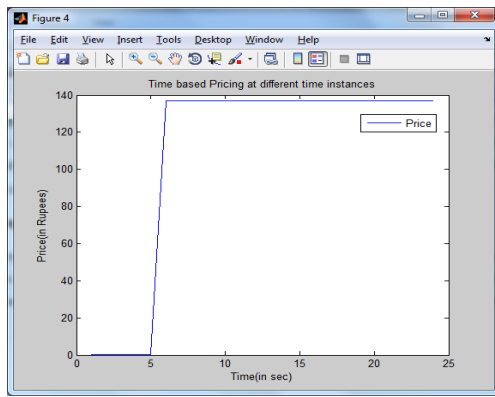 Figure 4
File Edit View Insert Tools Desktop Window Help
Time based Pricing at different time instances
Price
140
120
100
80
60
40
20
0
Price(in Rupees)
0 5 10 15 20 25
Time(in sec)